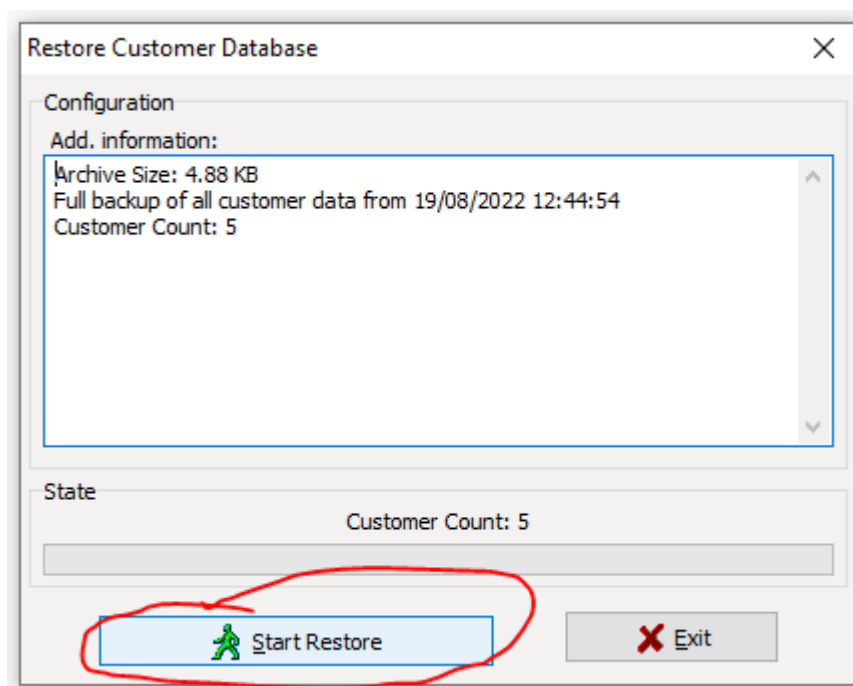 Restore Customer Database
Configuration
Add. information:
Archive Size: 4.88 KB
Full backup of all customer data from 19/08/2022 12:44:54
Customer Count: 5
State
Customer Count: 5
Start Restore
Exit